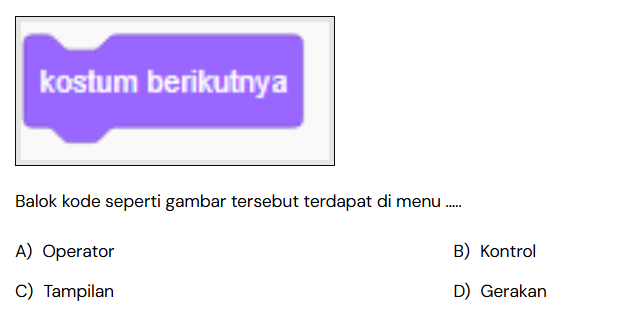 kostum berikutnya
Balok kode seperti gambar tersebut terdapat di menu .....
A) Operator
B) Kontrol
C) Tampilan
D) Gerakan